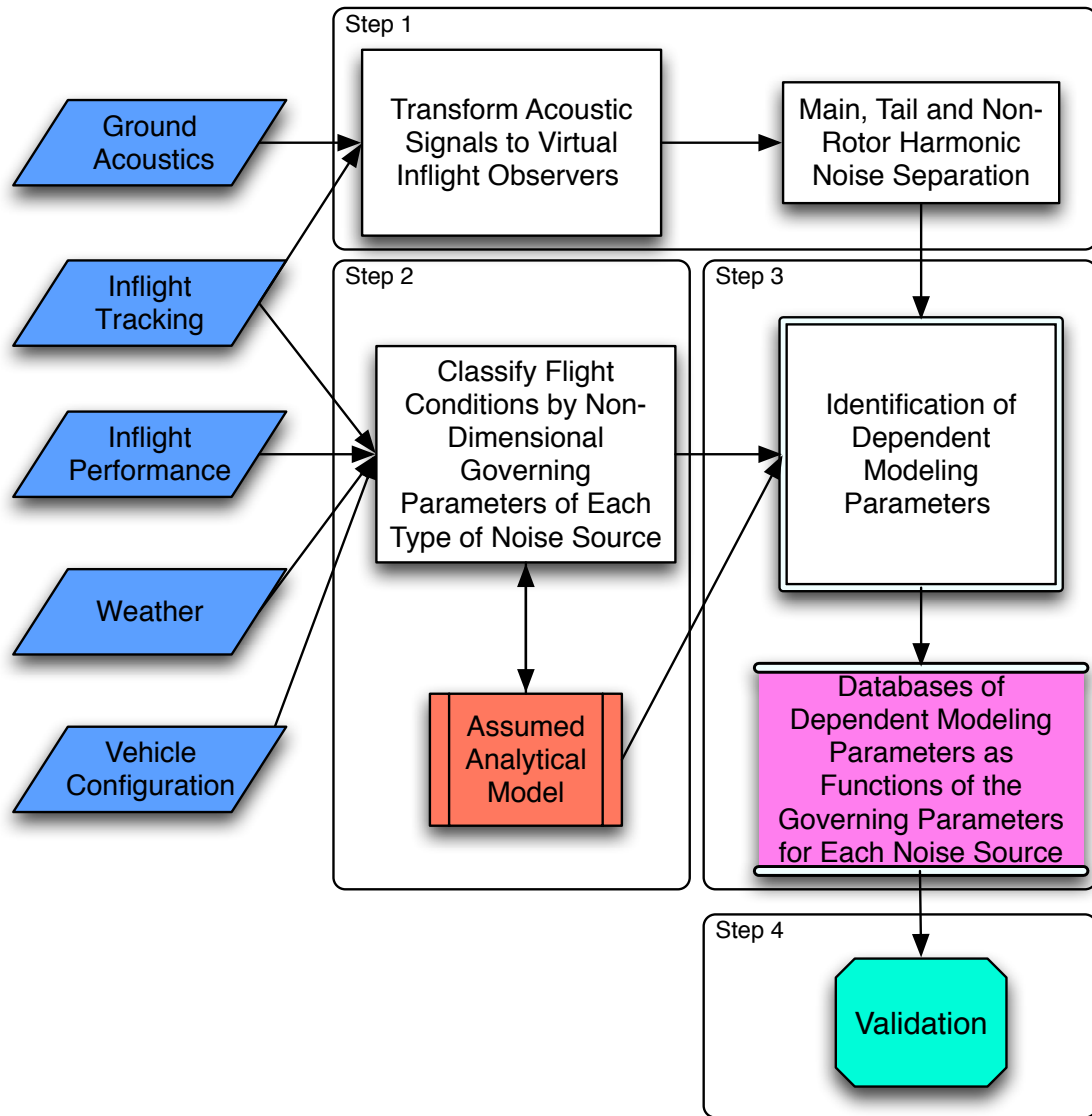 Step 1
Ground
Acoustics
Transform Acoustic
Signals to Virtual
Inflight Observers
Main, Tail and Non-
Rotor Harmonic
Noise Separation
Inflight
Tracking
Step 2
Step 3
Classify Flight
Conditions by Non-
Dimensional
Governing
Parameters of Each
Type of Noise Source
Identification of
Dependent
Modeling
Parameters
Inflight
Performance
Weather
Vehicle
Configuration
Assumed
Analytical
Model
Databases of
Dependent Modeling
Parameters as
Functions of the
Governing Parameters
for Each Noise Source
Step 4
Validation